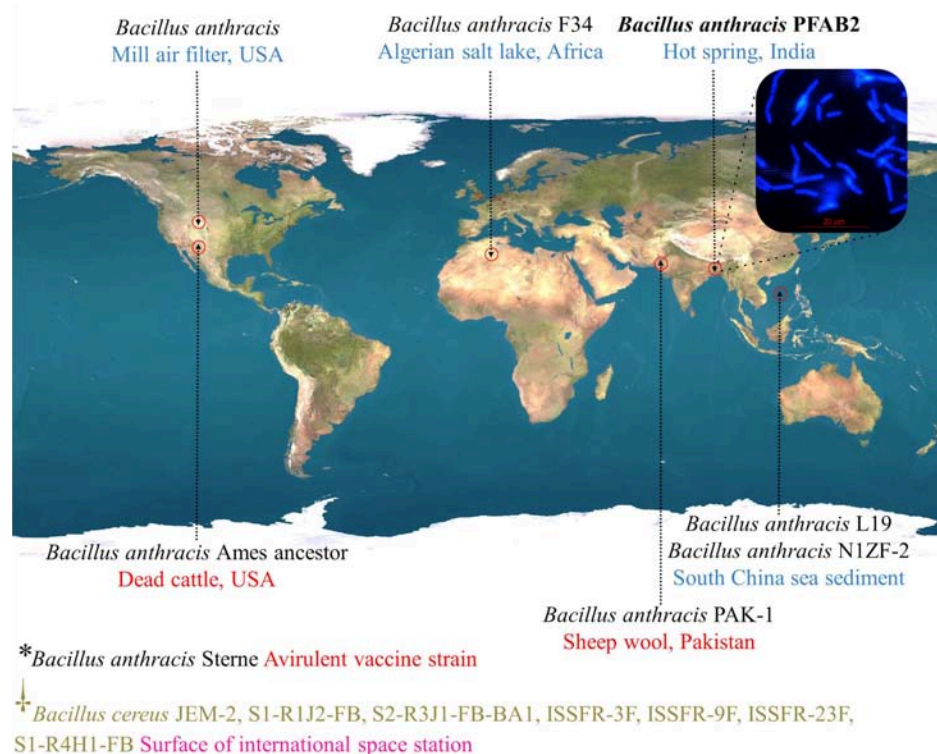 Bacillus anthracis
Mill air filter, USA
Bacillus anthracis F34
Algerian salt lake, Africa
Bacillus anthracis PFAB2
Hot spring, India
20 µm
Bacillus anthracis Ames ancestor
Dead cattle, USA
Bacillus anthracis L19
Bacillus anthracis N1ZF-2
South China sea sediment
Bacillus anthracis PAK-1
Sheep wool, Pakistan
*Bacillus anthracis Sterne Avirulent vaccine strain
†Bacillus cereus JEM-2, S1-R1J2-FB, S2-R3J1-FB-BA1, ISSFR-3F, ISSFR-9F, ISSFR-23F,
S1-R4H1-FB Surface of international space station